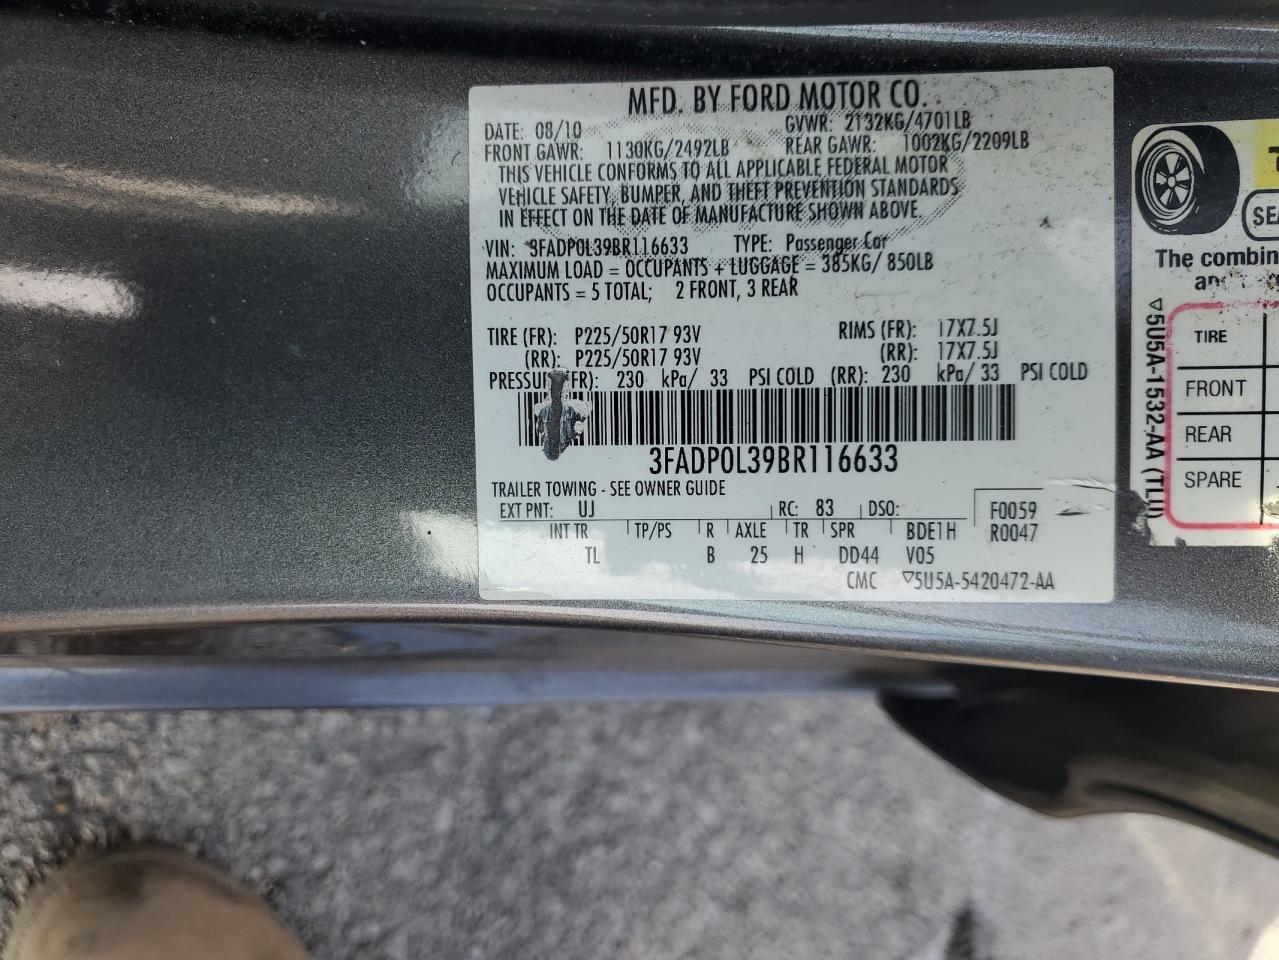 MFD. BY FORD MOTOR CO.
DATE: 08/10 GVWR: 2132KG/4701LB
FRONT GAWR: 1130KG/2492LB REAR GAWR: 1002KG/2209LB
THIS VEHICLE CONFORMS TO ALL APPLICABLE FEDERAL MOTOR
VEHICLE SAFETY, BUMPER, AND THEFT PREVENTION STANDARDS
IN EFFECT ON THE DATE OF MANUFACTURE SHOWN ABOVE.
VIN: 3FADP0L39BR116633 TYPE: Passenger Car
MAXIMUM LOAD = OCCUPANTS + LUGGAGE = 385KG/ 850LB
OCCUPANTS = 5 TOTAL; 2 FRONT, 3 REAR
TIRE (FR): P225/50R17 93V RIMS (FR): 17X7.5J
(RR): P225/50R17 93V (RR): 17X7.5J
(FR): 230 kPa/ 33 PSI COLD (RR): 230 kPa/ 33 PSI COLD
3FADP0L39BR116633
TRAILER TOWING - SEE OWNER GUIDE
EXT PNT: UJ RC: 83 DSO: F0059
INT TR TP/PS R AXLE TR SPR BDE1H R0047
TL B 25 H DD44 V05
CMC ▽5U5A-5420472-AA
SE
The combin
TIRE
FRONT
REAR
SPARE
▽5U5A-1532-AA (TLU)